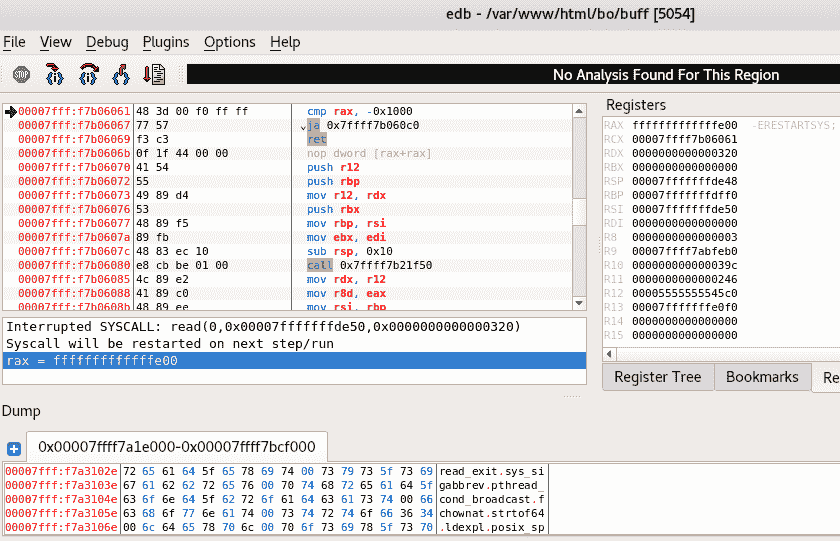 edb - /var/www/html/bo/buff [5054]
File View Debug Plugins Options Help
STOP
No Analysis Found For This Region
00007fff:f7b06061 48 3d 00 f0 ff ff cmp rax, -0x1000
00007fff:f7b06067 77 57 ja 0x7ffff7b060c0
00007fff:f7b06069 f3 c3 ret
00007fff:f7b0606b 0f 1f 44 00 00 nop dword [rax+rax]
00007fff:f7b06070 41 54 push r12
00007fff:f7b06072 55 push rbp
00007fff:f7b06073 49 89 d4 mov r12, rdx
00007fff:f7b06076 53 push rbx
00007fff:f7b06077 48 89 f5 mov rbp, rsi
00007fff:f7b0607a 89 fb mov ebx, edi
00007fff:f7b0607c 48 83 ec 10 sub rsp, 0x10
00007fff:f7b06080 e8 cb be 01 00 call 0x7ffff7b21f50
00007fff:f7b06085 4c 89 e2 mov rdx, r12
00007fff:f7b06088 41 89 c0 mov r8d, eax
00007fff:f7b0608b 48 89 ee mov rsi, rbp
Interrupted SYSCALL: read(0,0x00007fffffffde50,0x0000000000000320)
Syscall will be restarted on next step/run
rax = fffffffffffffe00
Registers
RAX fffffffffffffe00 -ERESTARTSYS;
RCX 00007ffff7b06061
RDX 0000000000000320
RBX 0000000000000000
RSP 00007fffffffde48
RBP 00007fffffffdff0
RSI 00007fffffffde50
RDI 0000000000000000
R8 0000000000000003
R9 00007ffff7abfeb0
R10 000000000000039c
R11 0000000000000246
R12 00005555555545c0
R13 00007fffffffe0f0
R14 0000000000000000
R15 0000000000000000
Register Tree Bookmarks Re
Dump
0x00007ffff7a1e000-0x00007ffff7bcf000
00007fff:f7a3102e 72 65 61 64 5f 65 78 69 74 00 73 79 73 5f 73 69 read_exit.sys_si
00007fff:f7a3103e 67 61 62 62 72 65 76 00 70 74 68 72 65 61 64 5f gabbrev.pthread_
00007fff:f7a3104e 63 6f 6e 64 5f 62 72 6f 61 64 63 61 73 74 00 66 cond_broadcast.f
00007fff:f7a3105e 63 68 6f 77 6e 61 74 00 73 74 72 74 6f 66 36 34 chownat.strtof64
00007fff:f7a3106e 00 6c 64 65 78 70 6c 00 70 6f 73 69 78 5f 73 70 .ldexpl.posix_sp